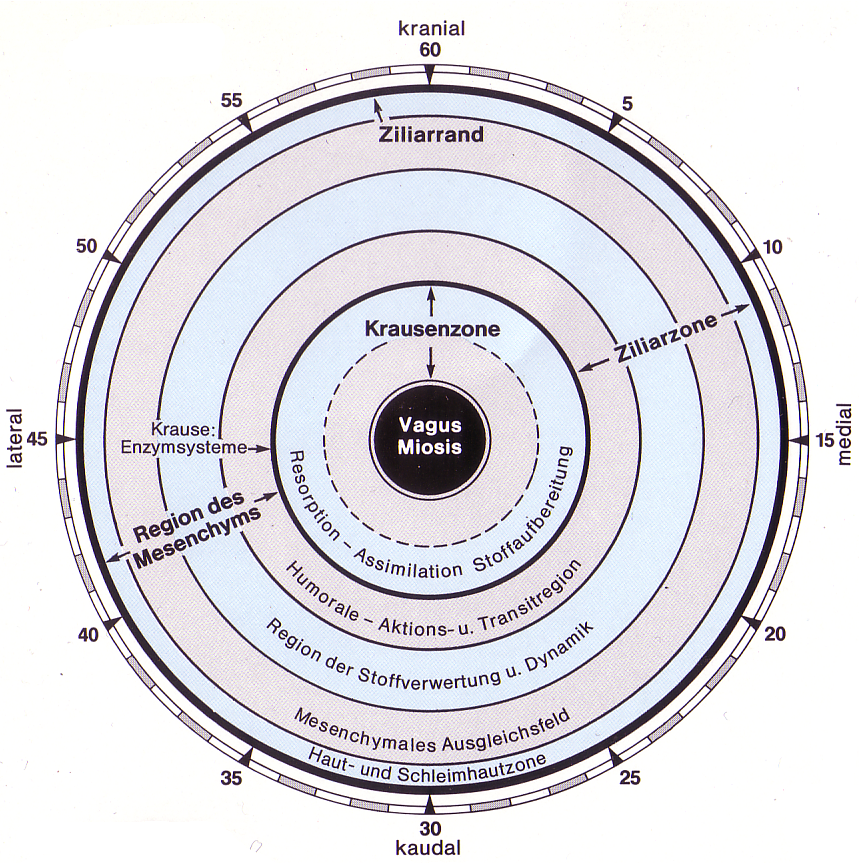 kranial
60
55
5
Ziliarrand
50
10
Krausenzone
Ziliarzone
Vagus
Miosis
lateral
45
15
medial
Krause:
Enzymsysteme
Region des
Mesenchyms
Resorption – Assimilation Stoffaufbereitung
Humorale – Aktions- u. Transitregion
Region der Stoffverwertung u. Dynamik
Mesenchymales Ausgleichsfeld
Haut- und Schleimhautzone
40
20
35
25
30
kaudal